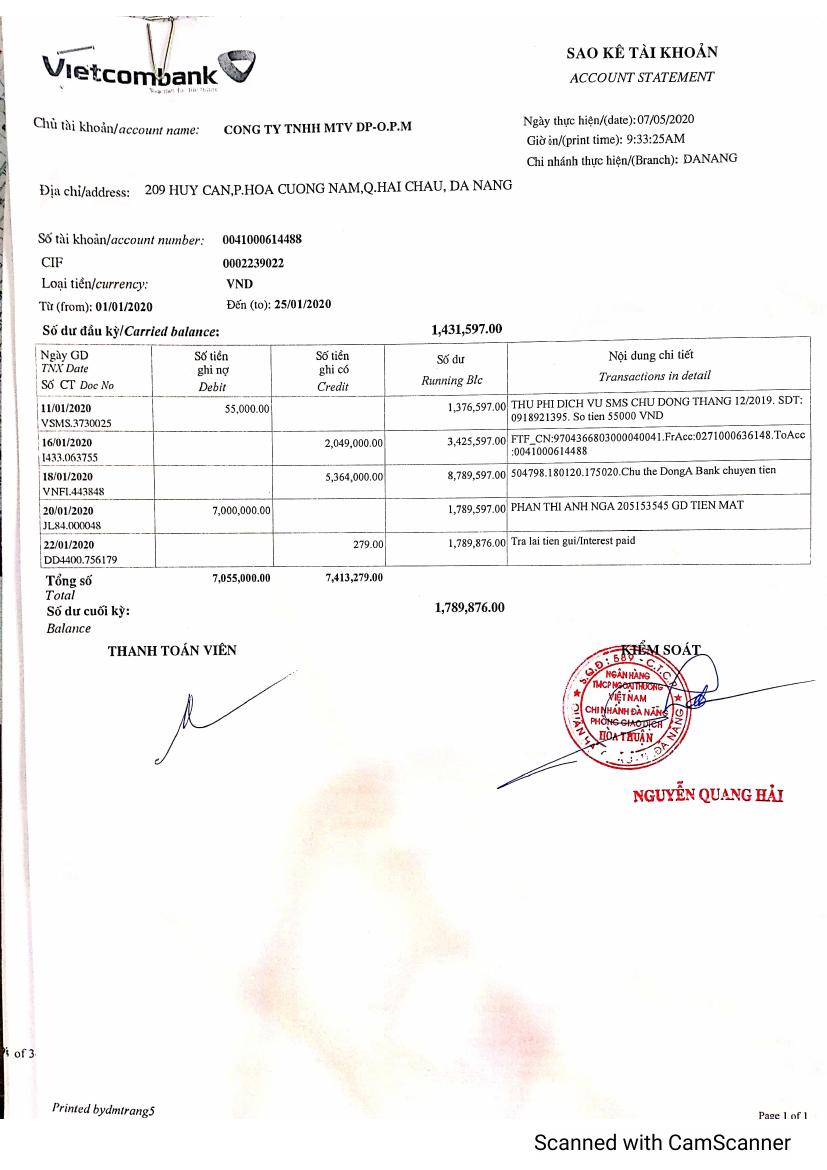 Vietcombank
SAO KÊ TÀI KHOẢN
ACCOUNT STATEMENT
Chủ tài khoản/account name: CONG TY TNHH MTV DP-O.P.M
Ngày thực hiện/(date): 07/05/2020
Giờ in/(print time): 9:33:25AM
Chi nhánh thực hiện/(Branch): DANANG
Địa chỉ/address: 209 HUY CAN,P.HOA CUONG NAM,Q.HAI CHAU, DA NANG
Số tài khoản/account number: 0041000614488
CIF 0002239022
Loại tiền/currency: VND
Từ (from): 01/01/2020 Đến (to): 25/01/2020
Số dư đầu kỳ/Carried balance: 1,431,597.00
Ngày GD Số tiền Số tiền Số dư Nội dung chi tiết
TNX Date ghi nợ ghi có Running Blc Transactions in detail
Số CT Doc No Debit Credit
11/01/2020 55,000.00 1,376,597.00 THU PHI DICH VU SMS CHU DONG THANG 12/2019. SDT:
VSMS.3730025 0918921395. So tien 55000 VND
16/01/2020 2,049,000.00 3,425,597.00 FTF_CN:9704366803000040041.FrAcc:0271000636148.ToAcc
I433.063755 :0041000614488
18/01/2020 5,364,000.00 8,789,597.00 504798.180120.175020.Chu the DongA Bank chuyen tien
VNFI.443848
20/01/2020 7,000,000.00 1,789,597.00 PHAN THI ANH NGA 205153545 GD TIEN MAT
JL84.000048
22/01/2020 279.00 1,789,876.00 Tra lai tien gui/Interest paid
DD4400.756179
Tổng số 7,055,000.00 7,413,279.00
Total
Số dư cuối kỳ: 1,789,876.00
Balance
THANH TOÁN VIÊN KIỂM SOÁT
NGÂN HÀNG
TMCP NGOẠI THƯƠNG
VIỆT NAM
CHI NHÁNH ĐÀ NẴNG
PHÒNG GIAO DỊCH
HÒA THUẬN
NGUYỄN QUANG HẢI
of 3
Printed bydmtrang5
Page 1 of 1
Scanned with CamScanner